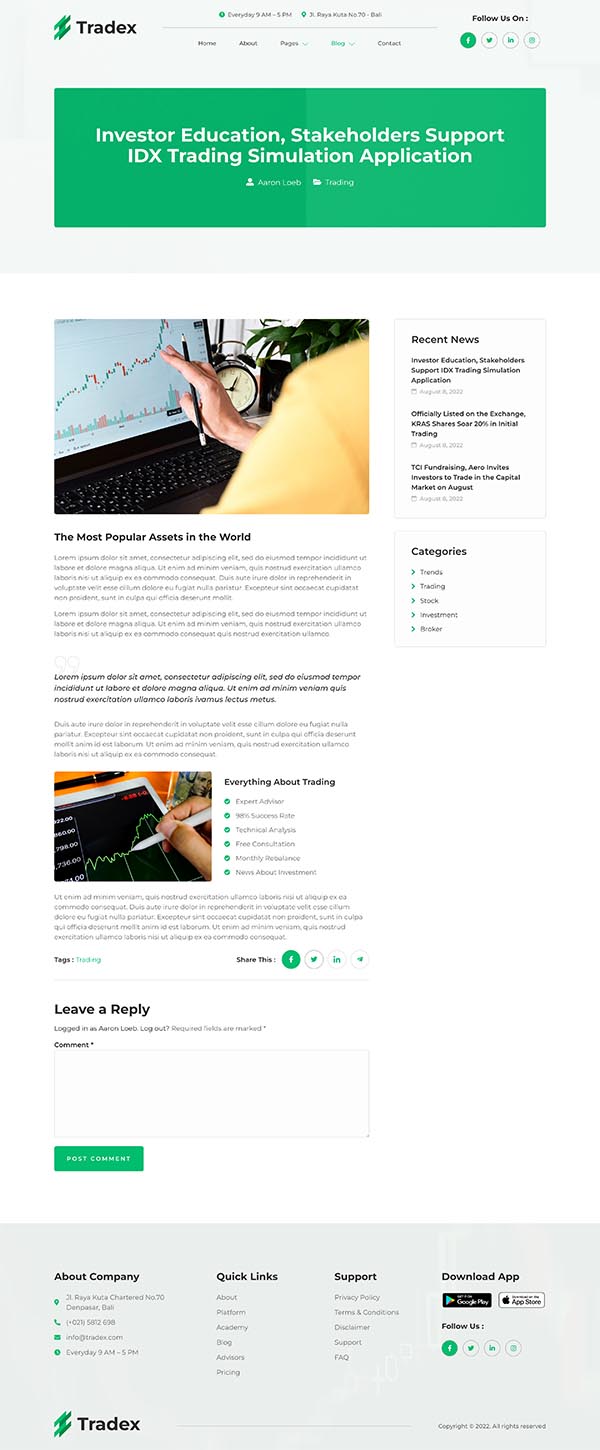 Tradex
Everyday 9 AM – 5 PM
Jl. Raya Kuta No.70 - Bali
Follow Us On :
Home
About
Pages
Blog
Contact
Investor Education, Stakeholders Support
IDX Trading Simulation Application
Aaron Loeb
Trading
The Most Popular Assets in the World
Lorem ipsum dolor sit amet, consectetur adipiscing elit, sed do eiusmod tempor incididunt ut
labore et dolore magna aliqua. Ut enim ad minim veniam, quis nostrud exercitation ullamco
laboris nisi ut aliquip ex ea commodo consequat. Duis aute irure dolor in reprehenderit in
voluptate velit esse cillum dolore eu fugiat nulla pariatur. Excepteur sint occaecat cupidatat
non proident, sunt in culpa qui officia deserunt mollit.
Lorem ipsum dolor sit amet, consectetur adipiscing elit, sed do eiusmod tempor incididunt ut
labore et dolore magna aliqua. Ut enim ad minim veniam, quis nostrud exercitation ullamco
laboris nisi ut aliquip ex ea commodo consequat quis nostrud exercitation ullamco.
Lorem ipsum dolor sit amet, consectetur adipiscing elit, sed do eiusmod tempor
incididunt ut labore et dolore magna aliqua. Ut enim ad minim veniam quis
nostrud exercitation ullamco laboris ivamus lectus metus.
Duis aute irure dolor in reprehenderit in voluptate velit esse cillum dolore eu fugiat nulla
pariatur. Excepteur sint occaecat cupidatat non proident, sunt in culpa qui officia deserunt
mollit anim id est laborum. Ut enim ad minim veniam, quis nostrud exercitation ullamco
laboris nisi ut aliquip ex ea commodo consequat.
Everything About Trading
Expert Advisor
98% Success Rate
Technical Analysis
Free Consultation
Monthly Rebalance
News About Investment
Ut enim ad minim veniam, quis nostrud exercitation ullamco laboris nisi ut aliquip ex ea
commodo consequat. Duis aute irure dolor in reprehenderit in voluptate velit esse cillum
dolore eu fugiat nulla pariatur. Excepteur sint occaecat cupidatat non proident, sunt in culpa
qui officia deserunt mollit anim id est laborum. Ut enim ad minim veniam, quis nostrud
exercitation ullamco laboris nisi ut aliquip ex ea commodo consequat.
Tags : Trading
Share This :
Leave a Reply
Logged in as Aaron Loeb. Log out? Required fields are marked *
Comment *
POST COMMENT
Recent News
Investor Education, Stakeholders
Support IDX Trading Simulation
Application
August 8, 2022
Officially Listed on the Exchange,
KRAS Shares Soar 20% in Initial
Trading
August 8, 2022
TCI Fundraising, Aero Invites
Investors to Trade in the Capital
Market on August
August 8, 2022
Categories
Trends
Trading
Stock
Investment
Broker
About Company
Jl. Raya Kuta Chartered No.70
Denpasar, Bali
(+021) 5812 698
info@tradex.com
Everyday 9 AM – 5 PM
Quick Links
About
Platform
Academy
Blog
Advisors
Pricing
Support
Privacy Policy
Terms & Conditions
Disclaimer
Support
FAQ
Download App
GET IT ON
Google Play
Download on the
App Store
Follow Us :
Tradex
Copyright © 2022. All rights reserved